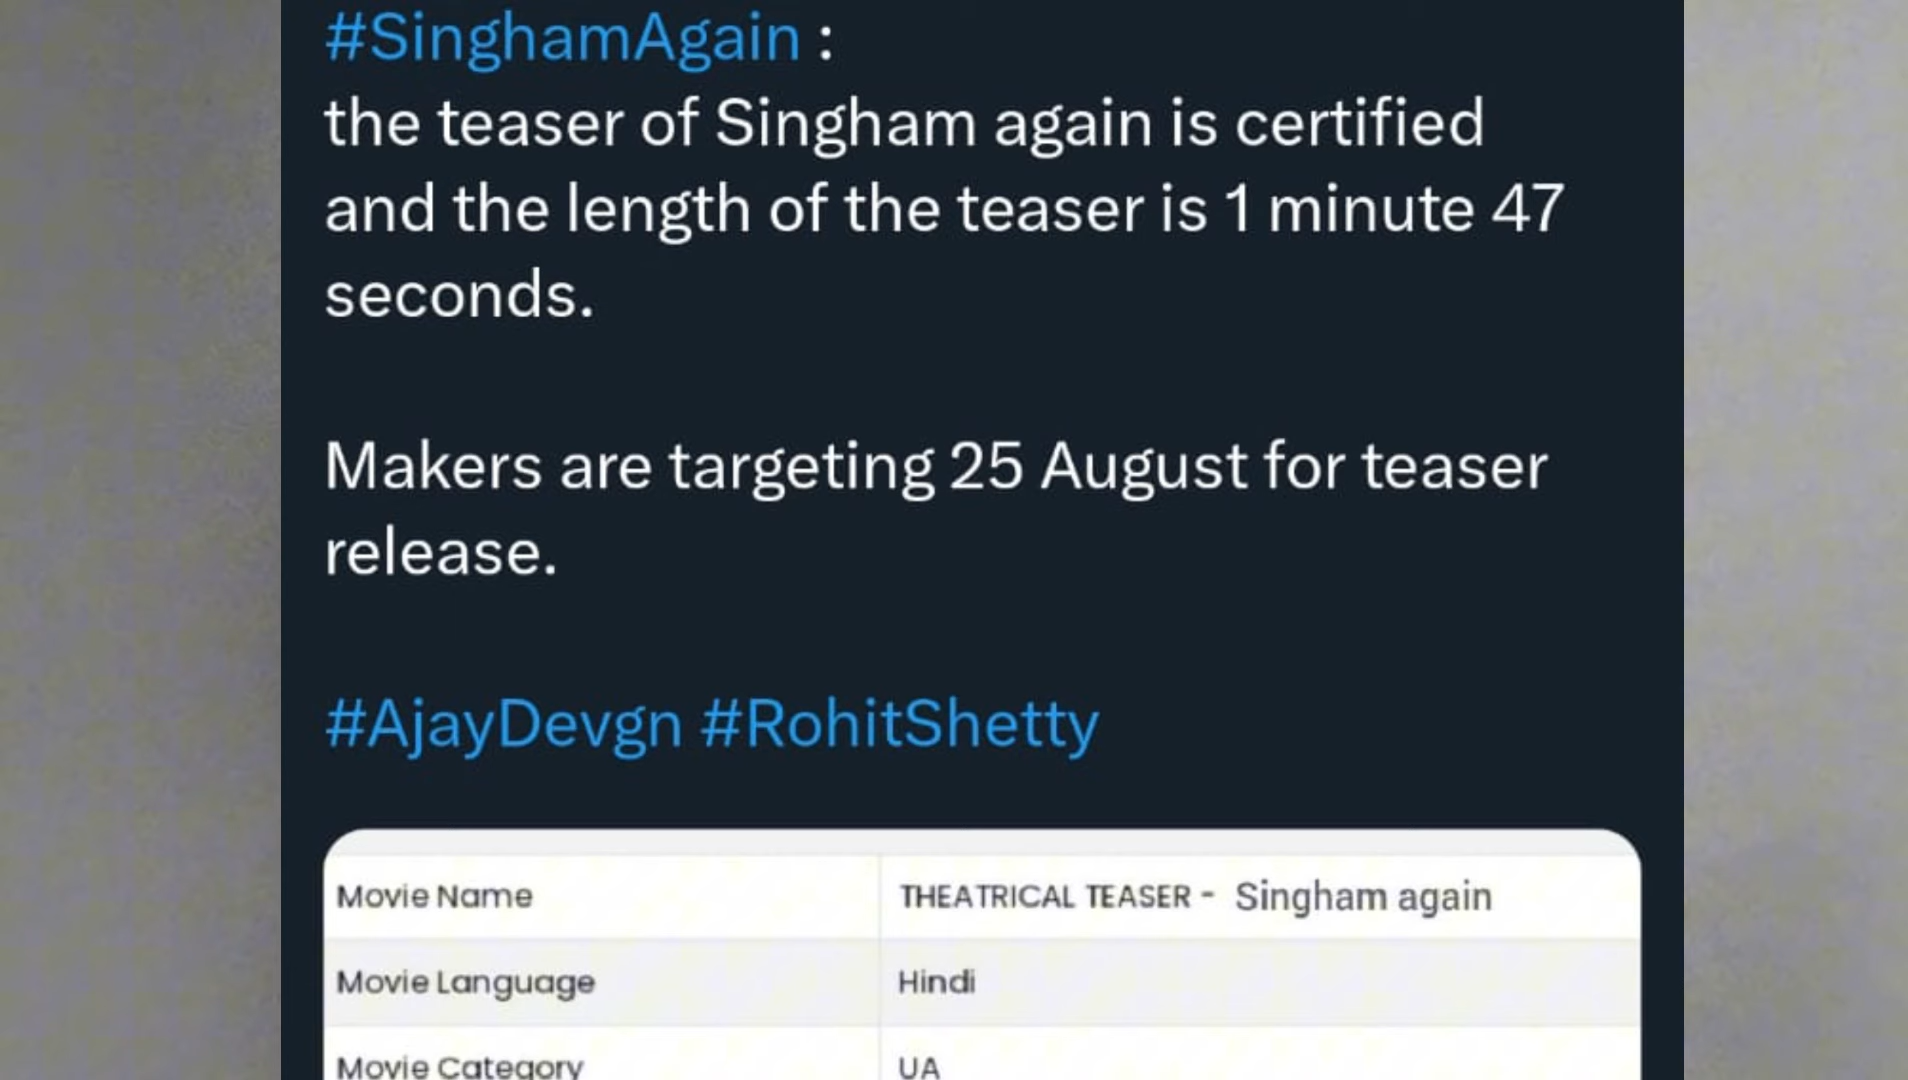 #SinghamAgain :
the teaser of Singham again is certified
and the length of the teaser is 1 minute 47
seconds.
Makers are targeting 25 August for teaser
release.
#AjayDevgn #RohitShetty
Movie Name THEATRICAL TEASER - Singham again
Movie Language Hindi
Movie Category UA